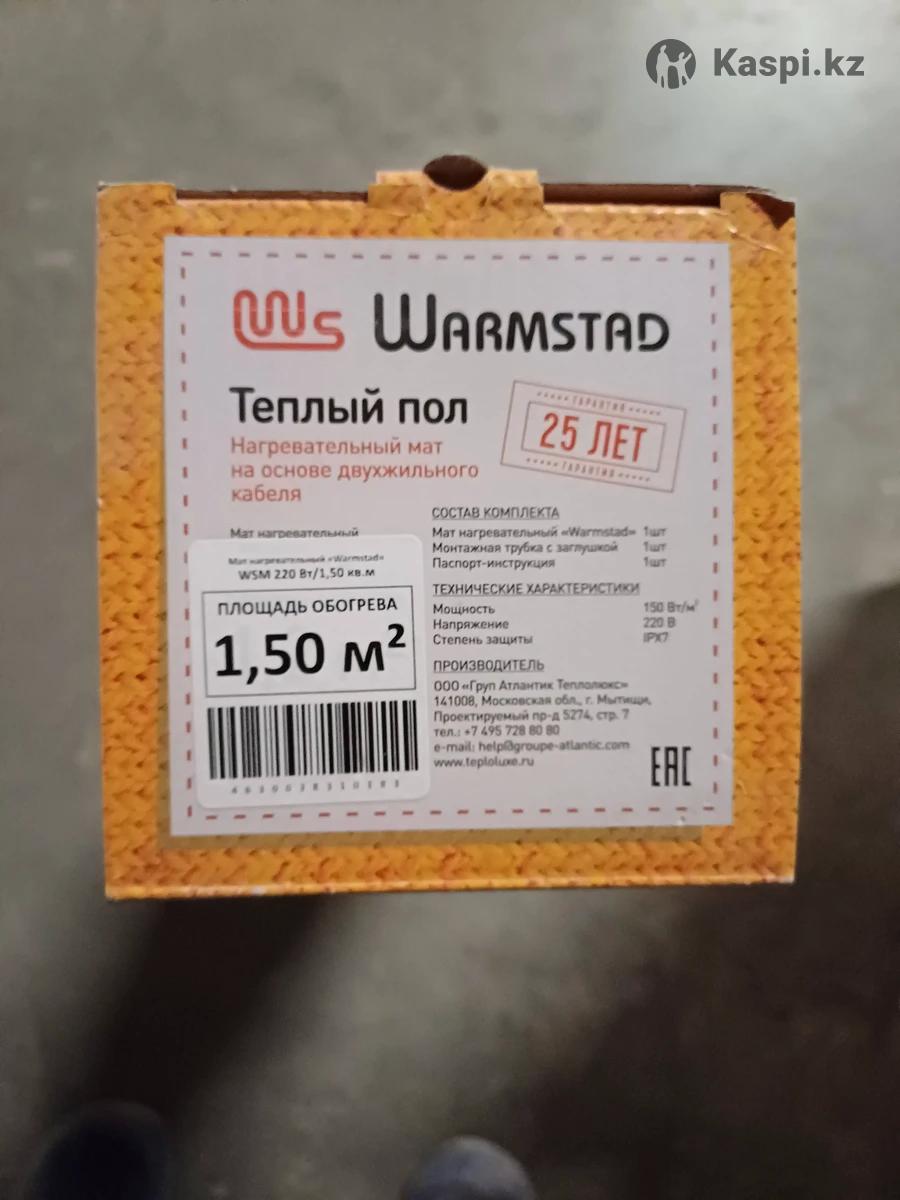 Kaspi.kz
Ws WARMSTAD
Теплый пол
Нагревательный мат
на основе двухжильного
кабеля
ГАРАНТИЯ
25 ЛЕТ
ГАРАНТИЯ
СОСТАВ КОМПЛЕКТА
Мат нагревательный «Warmstad» 1шт
Монтажная трубка с заглушкой 1шт
Паспорт-инструкция 1шт
ТЕХНИЧЕСКИЕ ХАРАКТЕРИСТИКИ
Мощность 150 Вт/м²
Напряжение 220 В
Степень защиты IPX7
ПРОИЗВОДИТЕЛЬ
ООО «Груп Атлантик Теплолюкс»
141008, Московская обл., г. Мытищи,
Проектируемый пр-д 5274, стр. 7
тел.: +7 495 728 80 80
e-mail: help@groupe-atlantic.com
www.teploluxe.ru
EAC
Мат нагревательный
Мат нагревательный «Warmstad»
WSM 220 Вт/1,50 кв.м
ПЛОЩАДЬ ОБОГРЕВА
1,50 м²